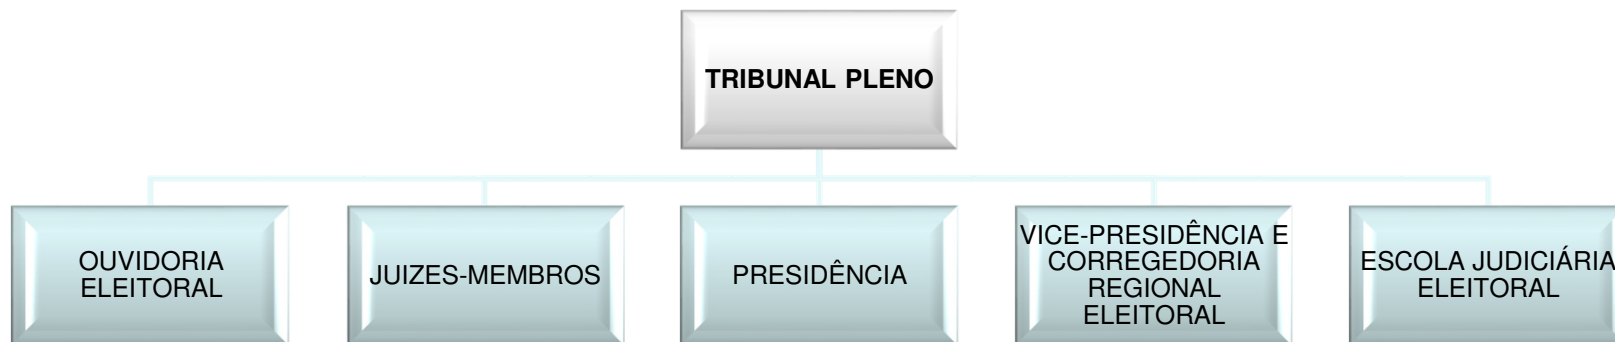 TRIBUNAL PLENO
OUVIDORIA
ELEITORAL
JUIZES-MEMBROS
PRESIDÊNCIA
VICE-PRESIDÊNCIA E
CORREGEDORIA
REGIONAL
ELEITORAL
ESCOLA JUDICIÁRIA
ELEITORAL